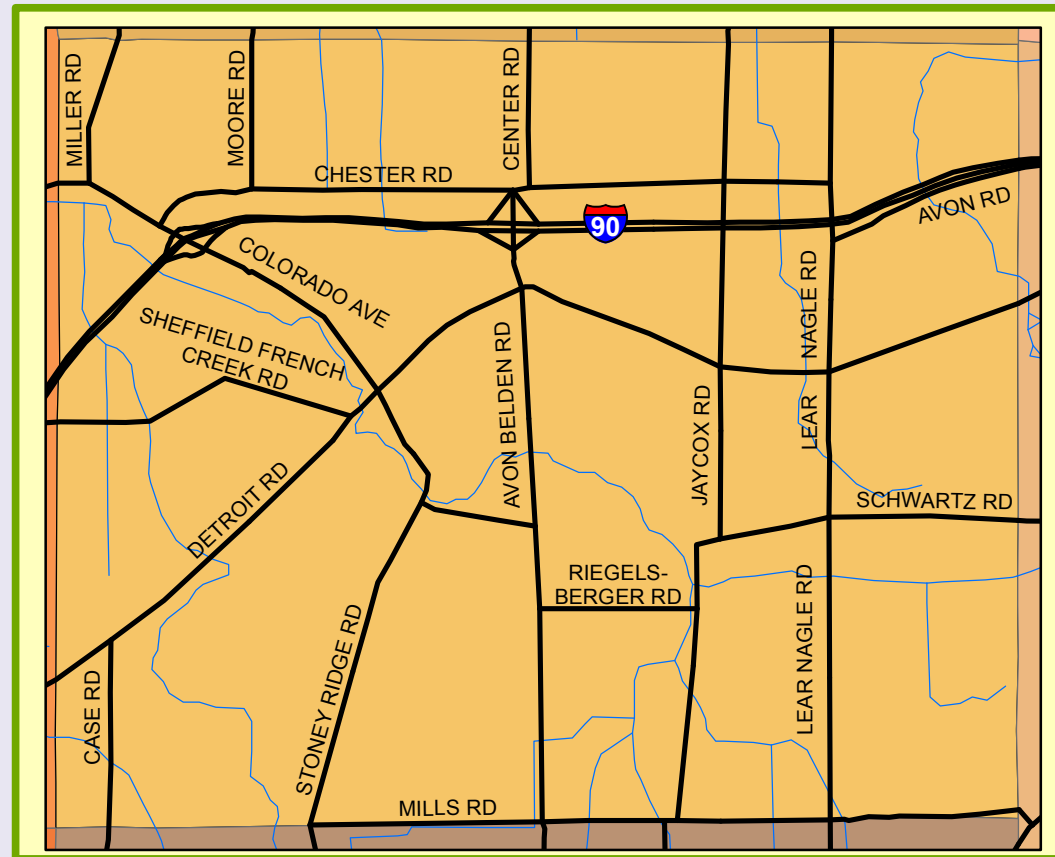 MILLER RD
MOORE RD
CENTER RD
CHESTER RD
AVON RD
90
COLORADO AVE
LEAR NAGLE RD
SHEFFIELD FRENCH
CREEK RD
AVON BELDEN RD
JAYCOX RD
DETROIT RD
SCHWARTZ RD
RIEGELS-
BERGER RD
STONEY RIDGE RD
LEAR NAGLE RD
CASE RD
MILLS RD